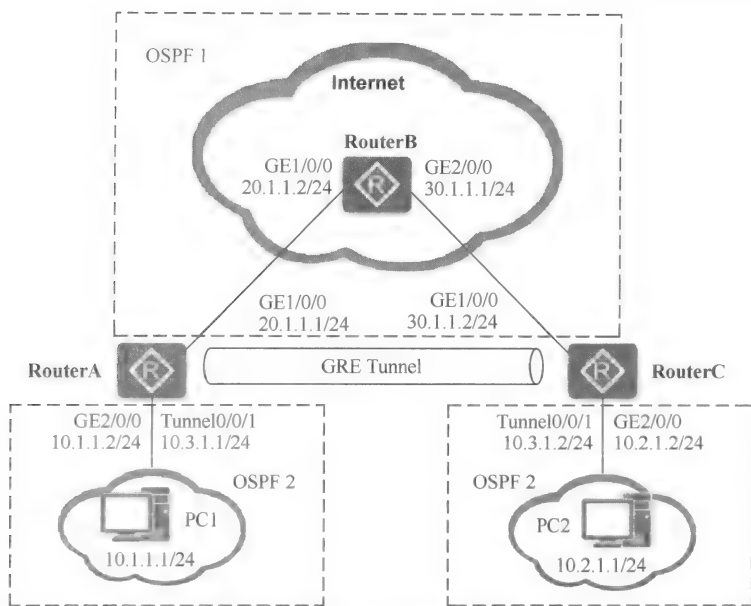 OSPF 1
Internet
RouterB
GE1/0/0
20.1.1.2/24
GE2/0/0
30.1.1.1/24
R
GE1/0/0
20.1.1.1/24
GE1/0/0
30.1.1.2/24
RouterA
R
GRE Tunnel
R
RouterC
GE2/0/0
10.1.1.2/24
Tunnel0/0/1
10.3.1.1/24
Tunnel0/0/1
10.3.1.2/24
GE2/0/0
10.2.1.2/24
OSPF 2
PC1
10.1.1.1/24
OSPF 2
PC2
10.2.1.1/24